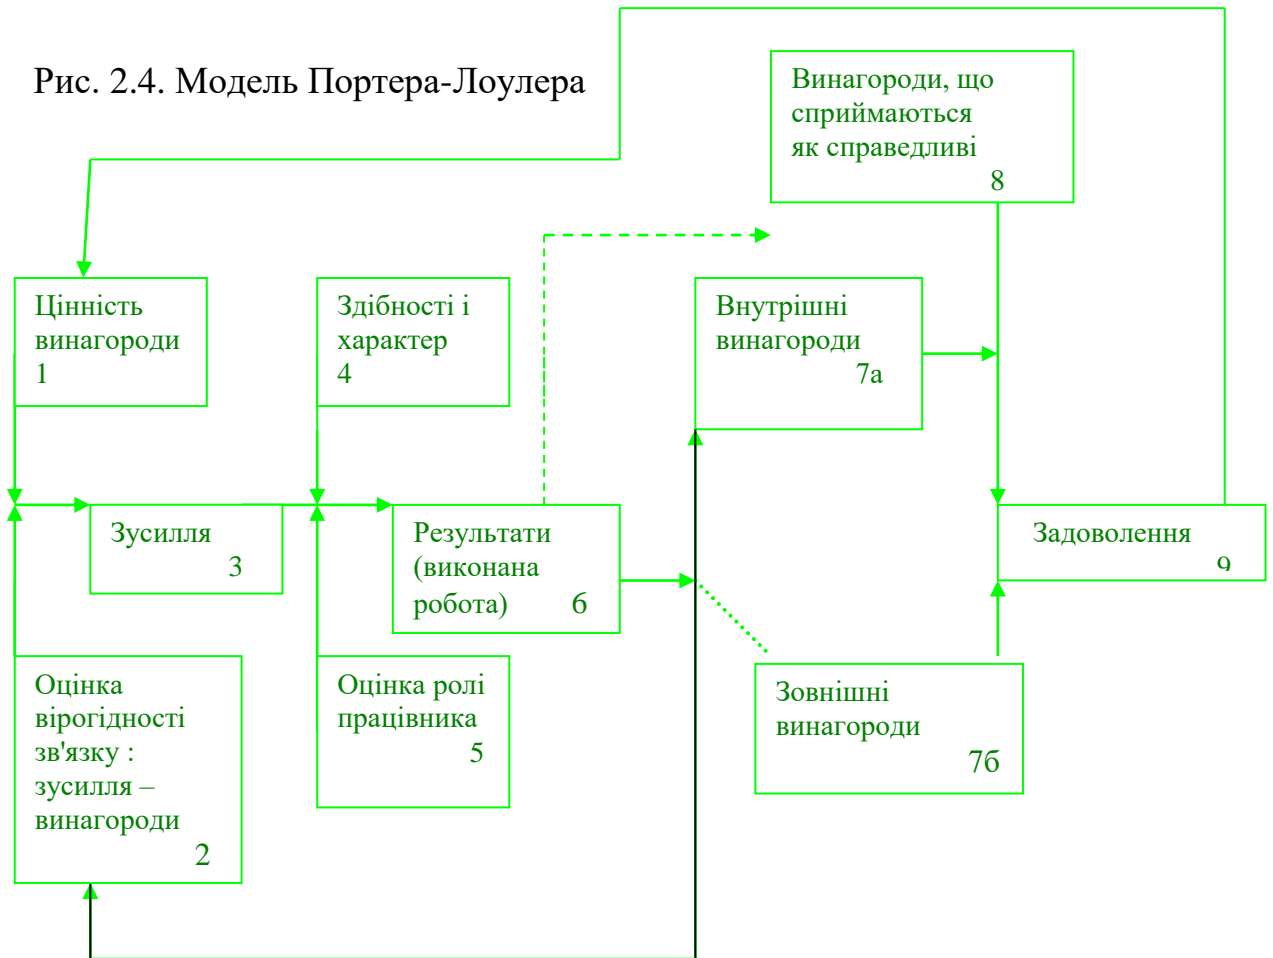 Рис. 2.4. Модель Портера-Лоулера
Винагороди, що
сприймаються
як справедливі
8
Цінність
винагороди
1
Здібності і
характер
4
Внутрішні
винагороди
7а
Зусилля
3
Результати
(виконана
робота) 6
Задоволення
9
Оцінка
вірогідності
зв'язку :
зусилля –
винагороди
2
Оцінка ролі
працівника
5
Зовнішні
винагороди
7б